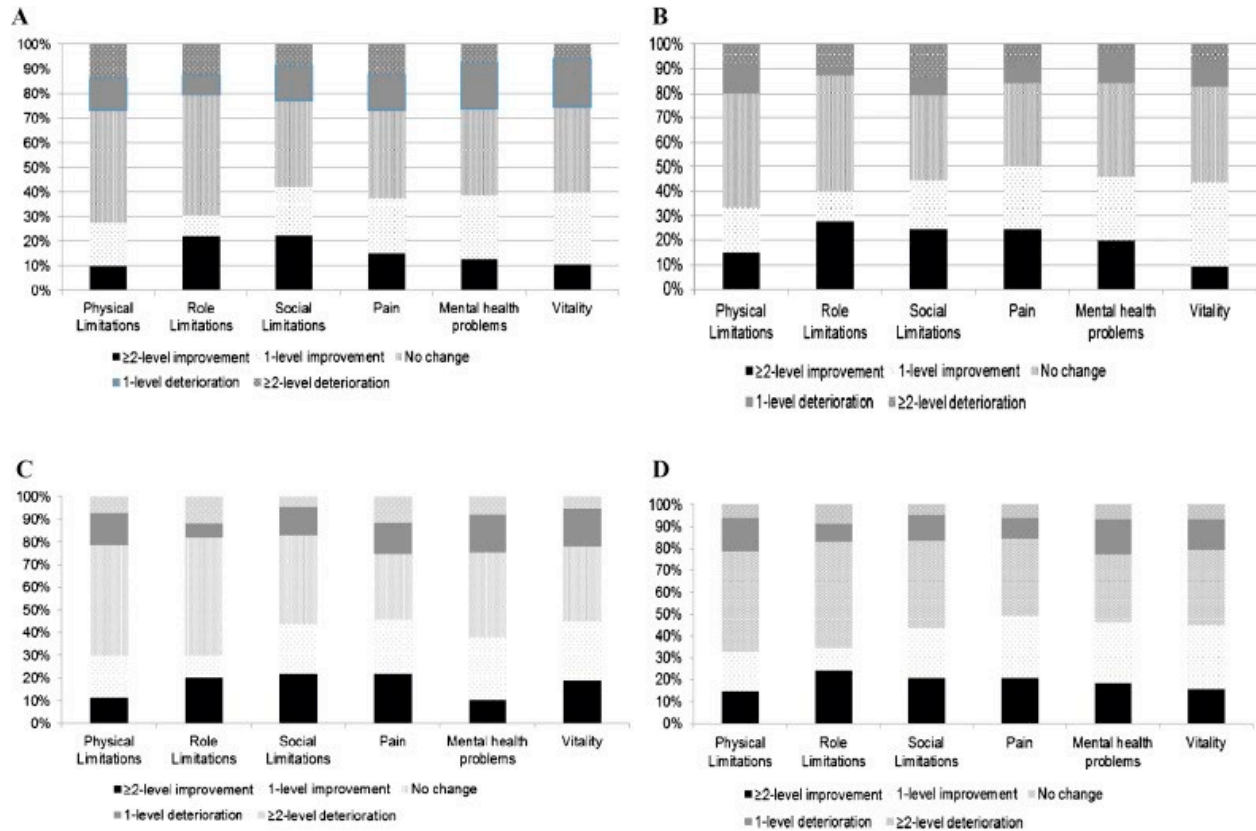 A
100%
90%
80%
70%
60%
50%
40%
30%
20%
10%
0%
Physical Limitations
Role Limitations
Social Limitations
Pain
Mental health problems
Vitality
≥2-level improvement 1-level improvement No change
1-level deterioration ≥2-level deterioration
B
100%
90%
80%
70%
60%
50%
40%
30%
20%
10%
0%
Physical Limitations
Role Limitations
Social Limitations
Pain
Mental health problems
Vitality
≥2-level improvement 1-level improvement No change
1-level deterioration ≥2-level deterioration
C
100%
90%
80%
70%
60%
50%
40%
30%
20%
10%
0%
Physical Limitations
Role Limitations
Social Limitations
Pain
Mental health problems
Vitality
≥2-level improvement 1-level improvement No change
1-level deterioration ≥2-level deterioration
D
100%
90%
80%
70%
60%
50%
40%
30%
20%
10%
0%
Physical Limitations
Role Limitations
Social Limitations
Pain
Mental health problems
Vitality
≥2-level improvement 1-level improvement No change
1-level deterioration ≥2-level deterioration